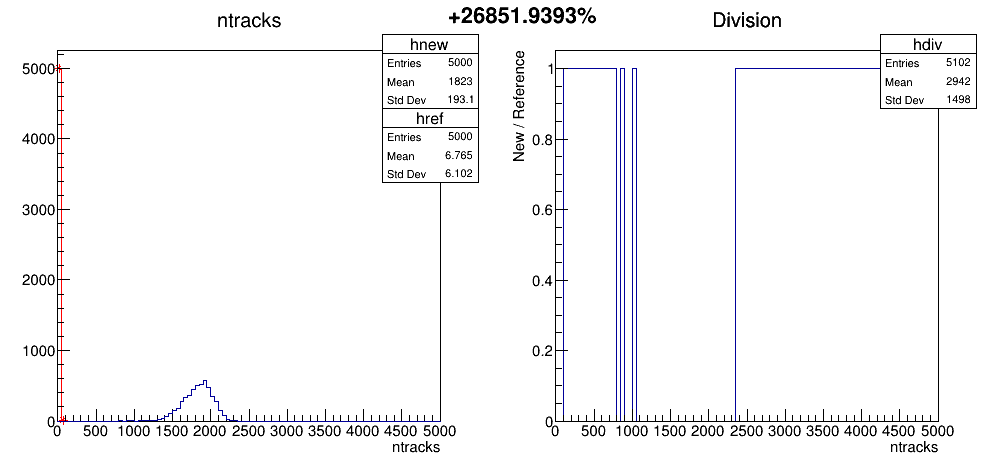 +26851.9393%
ntracks
hnew
Entries 5000
Mean 1823
Std Dev 193.1
href
Entries 5000
Mean 6.765
Std Dev 6.102
5000
4000
3000
2000
1000
0
0 500 1000 1500 2000 2500 3000 3500 4000 4500 5000
ntracks
Division
hdiv
Entries 5102
Mean 2942
Std Dev 1498
New / Reference
1
0.8
0.6
0.4
0.2
0
0 500 1000 1500 2000 2500 3000 3500 4000 4500 5000
ntracks